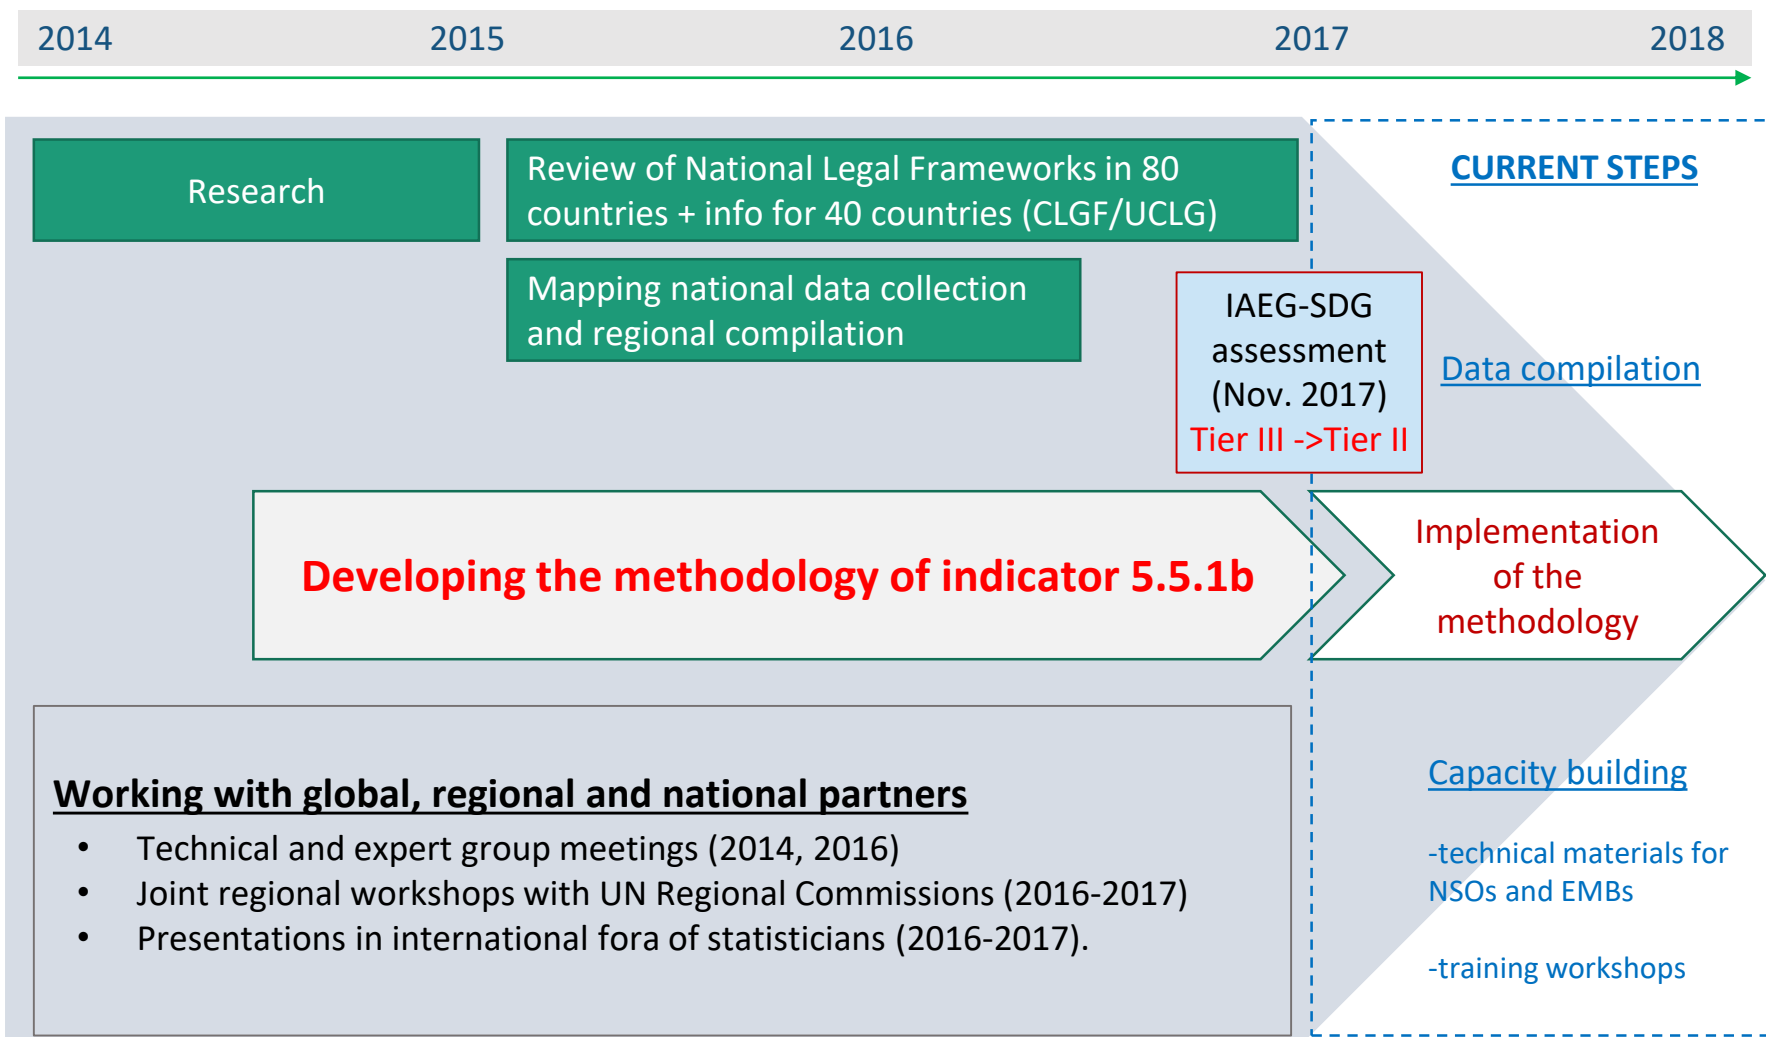 2014 2015 2016 2017 2018
Research
Review of National Legal Frameworks in 80
countries + info for 40 countries (CLGF/UCLG)
Mapping national data collection
and regional compilation
IAEG-SDG
assessment
(Nov. 2017)
Tier III ->Tier II
CURRENT STEPS
Data compilation
Developing the methodology of indicator 5.5.1b
Implementation
of the
methodology
Working with global, regional and national partners
• Technical and expert group meetings (2014, 2016)
• Joint regional workshops with UN Regional Commissions (2016-2017)
• Presentations in international fora of statisticians (2016-2017).
Capacity building
-technical materials for
NSOs and EMBs
-training workshops